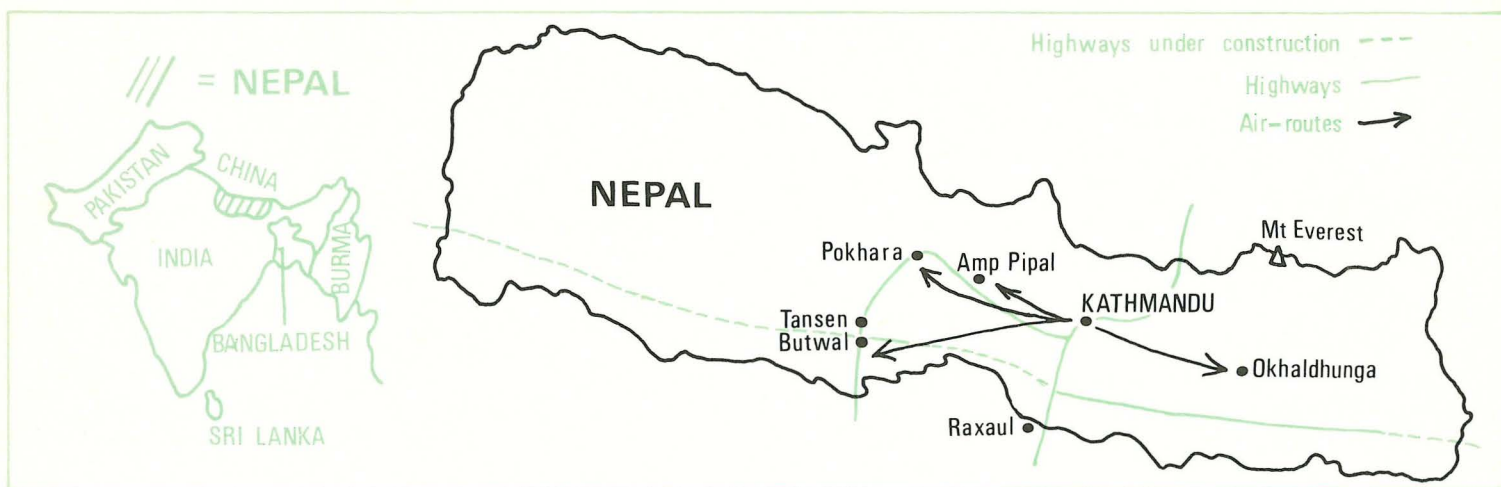 = NEPAL
PAKISTAN
CHINA
INDIA
BURMA
BANGLADESH
SRI LANKA
Highways under construction
Highways
Air-routes
NEPAL
Mt Everest
Pokhara
Amp Pipal
KATHMANDU
Tansen
Butwal
Okhaldhunga
Raxaul